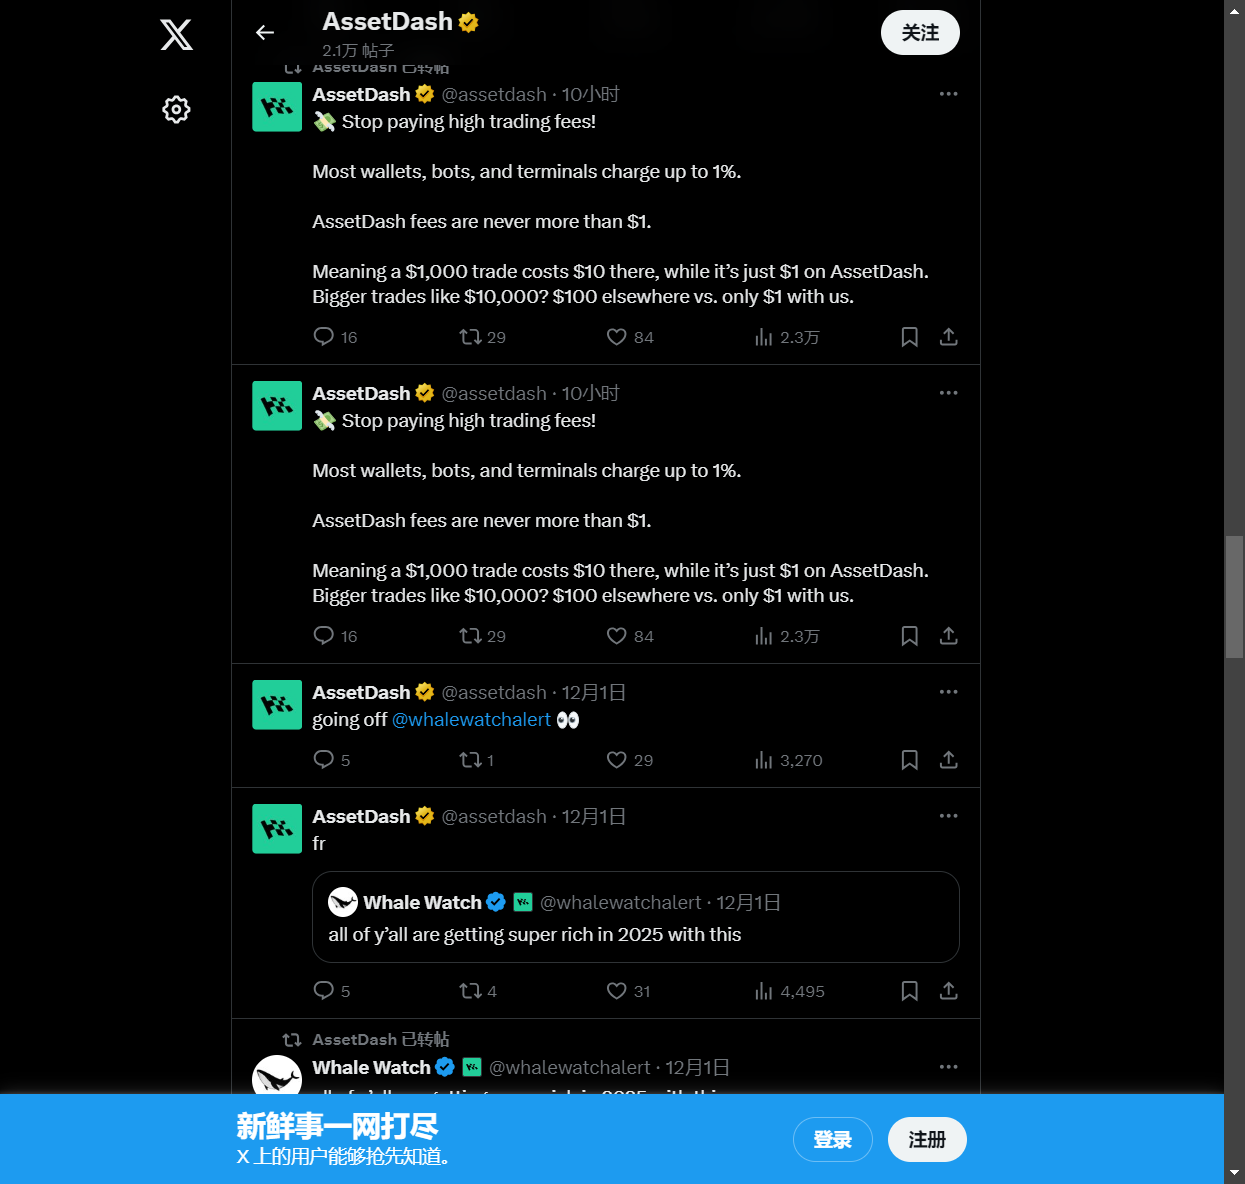 AssetDash
2.1万 帖子
关注
AssetDash 已转帖
AssetDash @assetdash · 10小时
💸 Stop paying high trading fees!
Most wallets, bots, and terminals charge up to 1%.
AssetDash fees are never more than $1.
Meaning a $1,000 trade costs $10 there, while it’s just $1 on AssetDash.
Bigger trades like $10,000? $100 elsewhere vs. only $1 with us.
16 29 84 2.3万
AssetDash @assetdash · 10小时
💸 Stop paying high trading fees!
Most wallets, bots, and terminals charge up to 1%.
AssetDash fees are never more than $1.
Meaning a $1,000 trade costs $10 there, while it’s just $1 on AssetDash.
Bigger trades like $10,000? $100 elsewhere vs. only $1 with us.
16 29 84 2.3万
AssetDash @assetdash · 12月1日
going off @whalewatchalert 👀
5 1 29 3,270
AssetDash @assetdash · 12月1日
fr
Whale Watch @whalewatchalert · 12月1日
all of y’all are getting super rich in 2025 with this
5 4 31 4,495
AssetDash 已转帖
Whale Watch @whalewatchalert · 12月1日
新鲜事一网打尽
X 上的用户能够抢先知道。
登录
注册